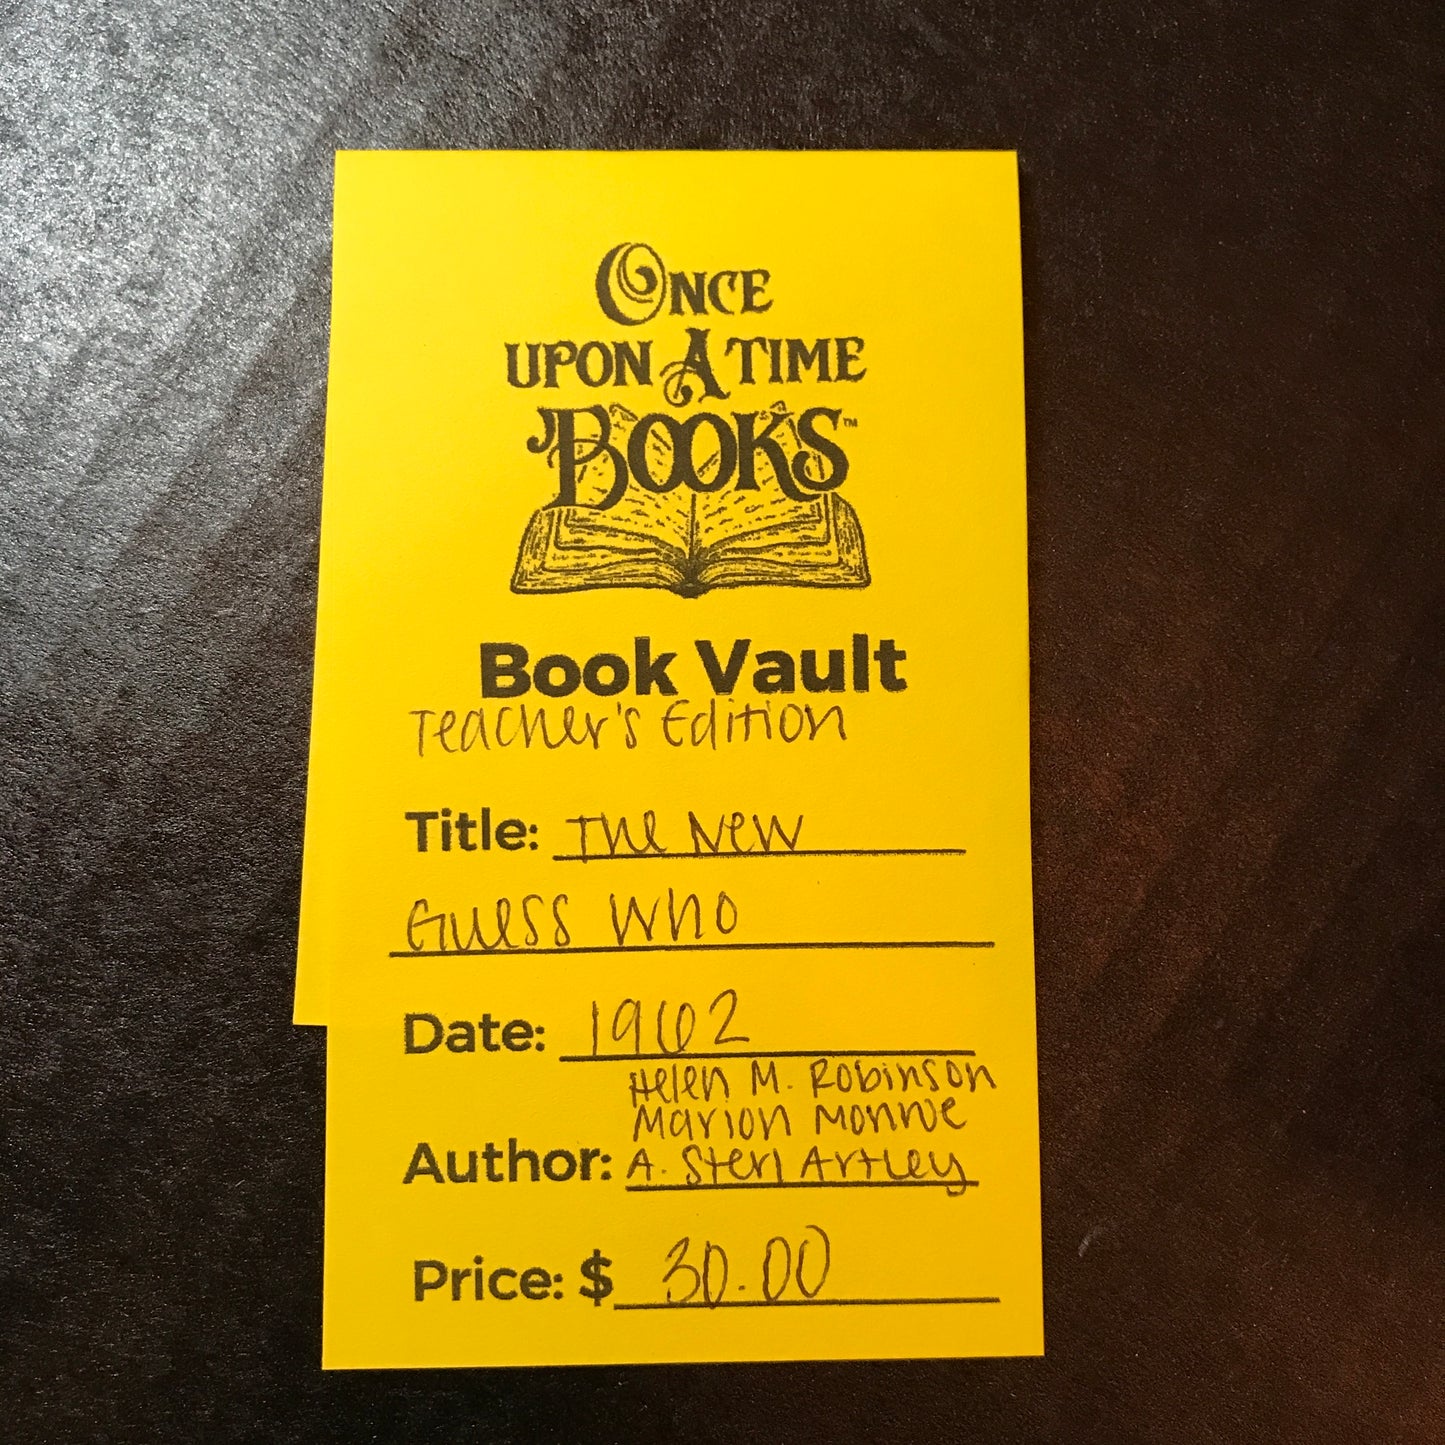 ONCE
UPON A TIME
BOOKS™
Book Vault
Teacher's Edition
Title: The New
Guess Who
Date: 1962
Helen M. Robinson
Marion Monroe
Author: A. Sterl Artley
Price: $ 30.00